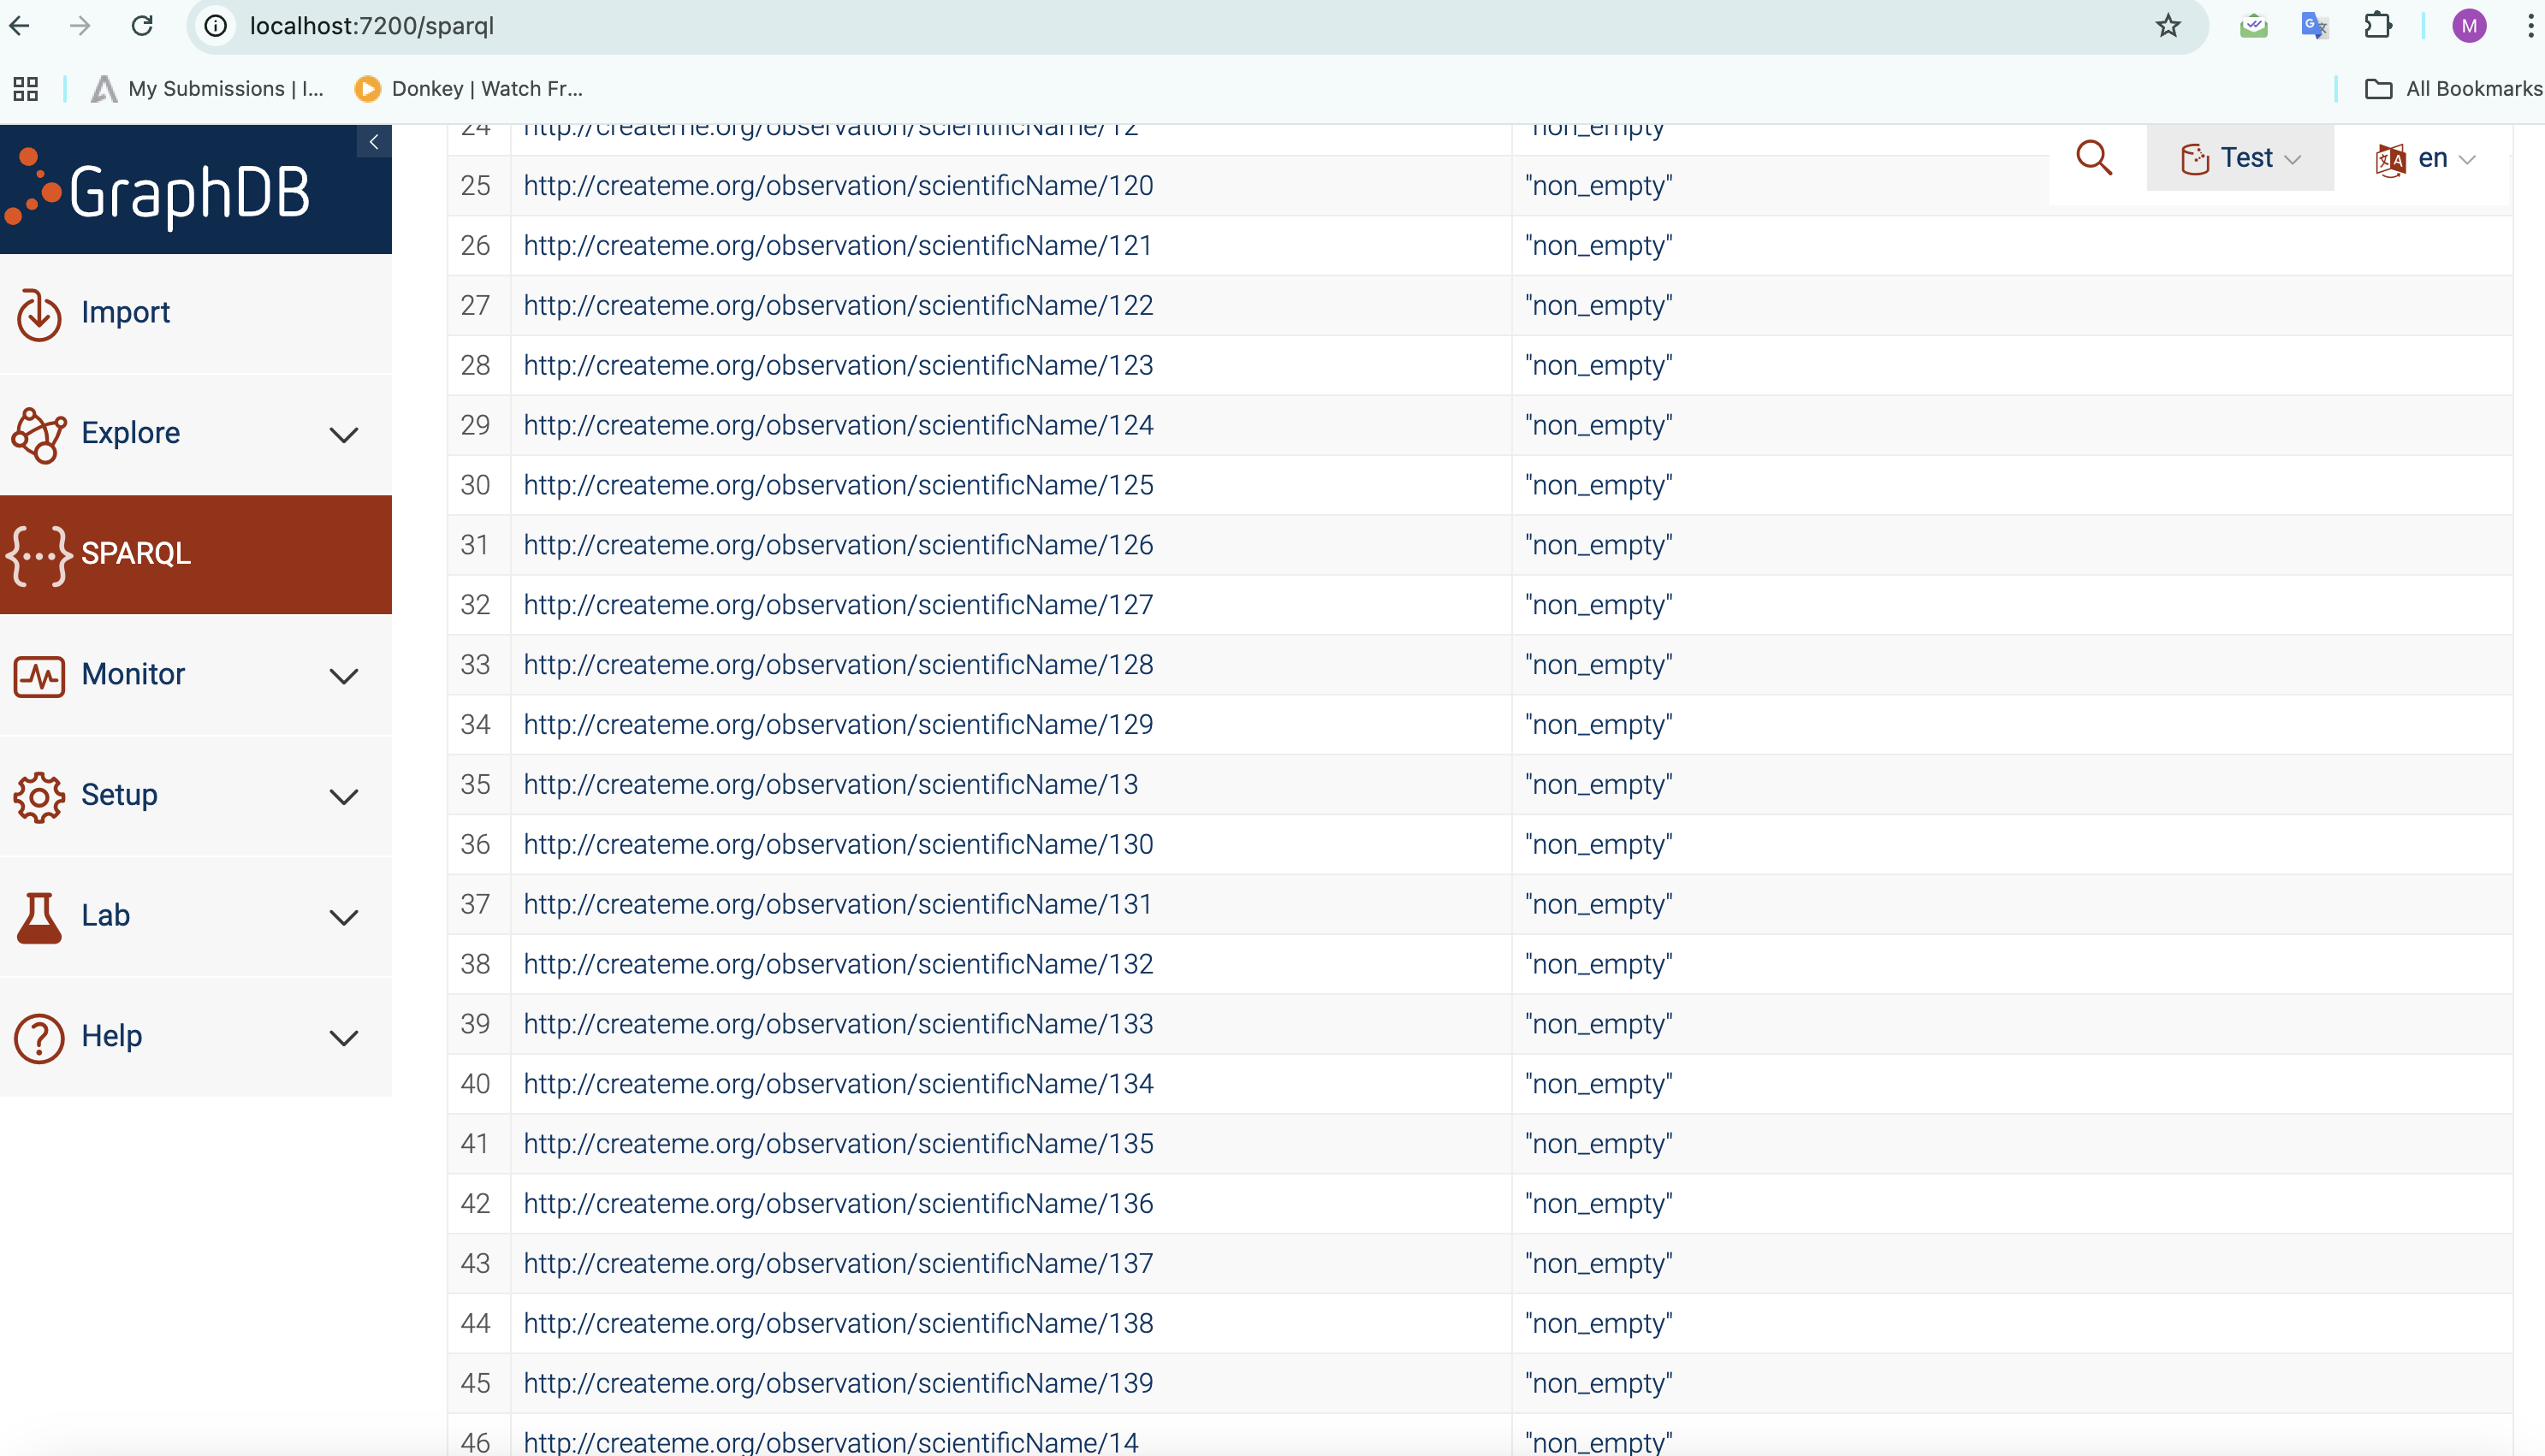 localhost:7200/sparql
M
My Submissions | I...
Donkey | Watch Fr...
All Bookmarks
GraphDB
Test
en
Import
Explore
SPARQL
Monitor
Setup
Lab
Help
24 http://createme.org/observation/scientificName/12 "non_empty"
25 http://createme.org/observation/scientificName/120 "non_empty"
26 http://createme.org/observation/scientificName/121 "non_empty"
27 http://createme.org/observation/scientificName/122 "non_empty"
28 http://createme.org/observation/scientificName/123 "non_empty"
29 http://createme.org/observation/scientificName/124 "non_empty"
30 http://createme.org/observation/scientificName/125 "non_empty"
31 http://createme.org/observation/scientificName/126 "non_empty"
32 http://createme.org/observation/scientificName/127 "non_empty"
33 http://createme.org/observation/scientificName/128 "non_empty"
34 http://createme.org/observation/scientificName/129 "non_empty"
35 http://createme.org/observation/scientificName/13 "non_empty"
36 http://createme.org/observation/scientificName/130 "non_empty"
37 http://createme.org/observation/scientificName/131 "non_empty"
38 http://createme.org/observation/scientificName/132 "non_empty"
39 http://createme.org/observation/scientificName/133 "non_empty"
40 http://createme.org/observation/scientificName/134 "non_empty"
41 http://createme.org/observation/scientificName/135 "non_empty"
42 http://createme.org/observation/scientificName/136 "non_empty"
43 http://createme.org/observation/scientificName/137 "non_empty"
44 http://createme.org/observation/scientificName/138 "non_empty"
45 http://createme.org/observation/scientificName/139 "non_empty"
46 http://createme.org/observation/scientificName/14 "non_empty"